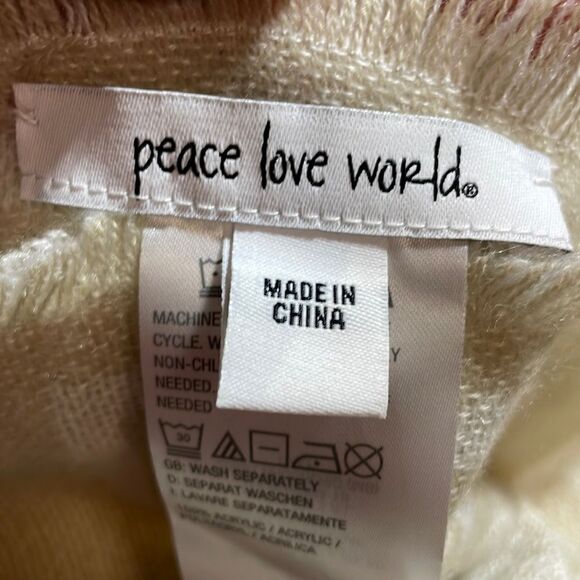 peace love world®
MADE IN
CHINA
MACHINE
CYCLE. W
NON-CHL
NEEDED.
NEEDED
30
GB: WASH SEPARATELY
D: SEPARAT WASCHEN
I: LAVARE SEPARATAMENTE
100% ACRYLIC / ACRYLIC /
/ ACRILICA